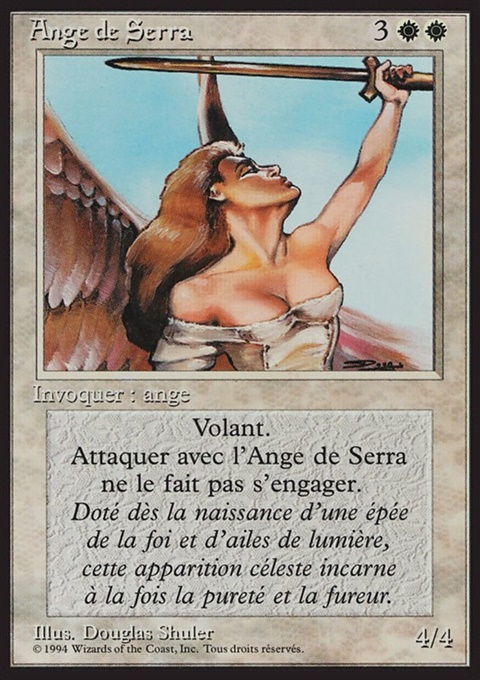 Ange de Serra 3
Invoquer : ange
Volant.
Attaquer avec l'Ange de Serra
ne le fait pas s'engager.
Doté dès la naissance d'une épée
de la foi et d'ailes de lumière,
cette apparition céleste incarne
à la fois la pureté et la fureur.
Illus. Douglas Shuler
4/4
© 1994 Wizards of the Coast, Inc. Tous droits réservés.